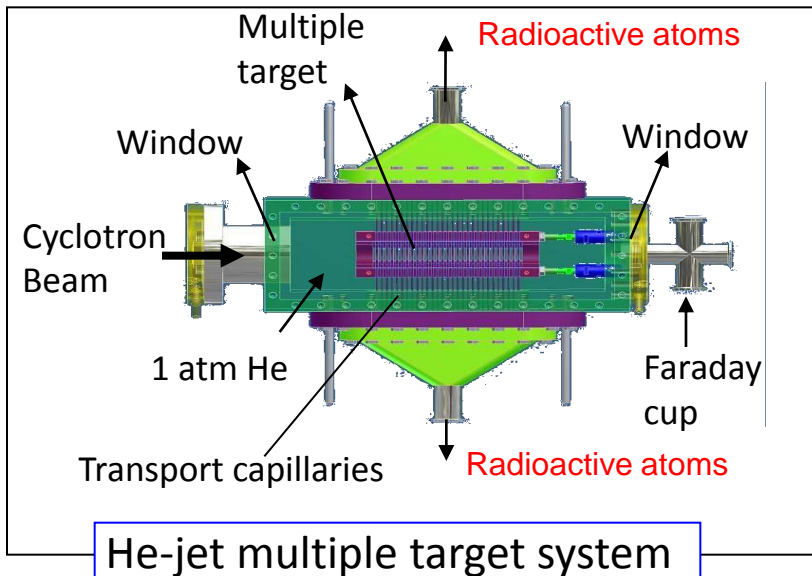 Multiple
target
Radioactive atoms
Window
Window
Cyclotron
Beam
1 atm He
Faraday
cup
Transport capillaries
Radioactive atoms
He-jet multiple target system